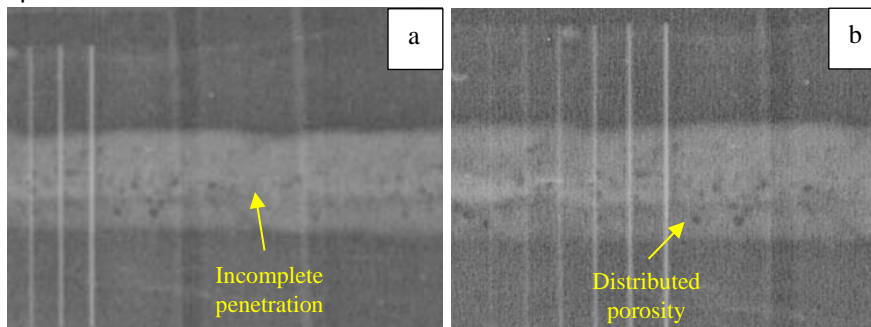 a
b
Incomplete
penetration
Distributed
porosity